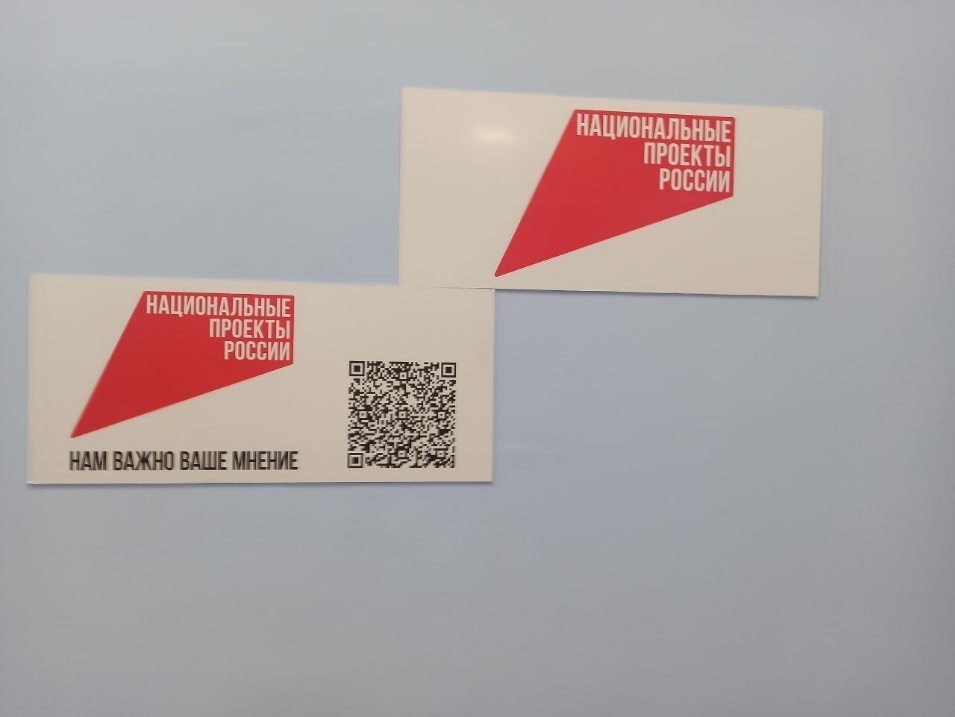 НАЦИОНАЛЬНЫЕ
ПРОЕКТЫ
РОССИИ
НАЦИОНАЛЬНЫЕ
ПРОЕКТЫ
РОССИИ
НАМ ВАЖНО ВАШЕ МНЕНИЕ